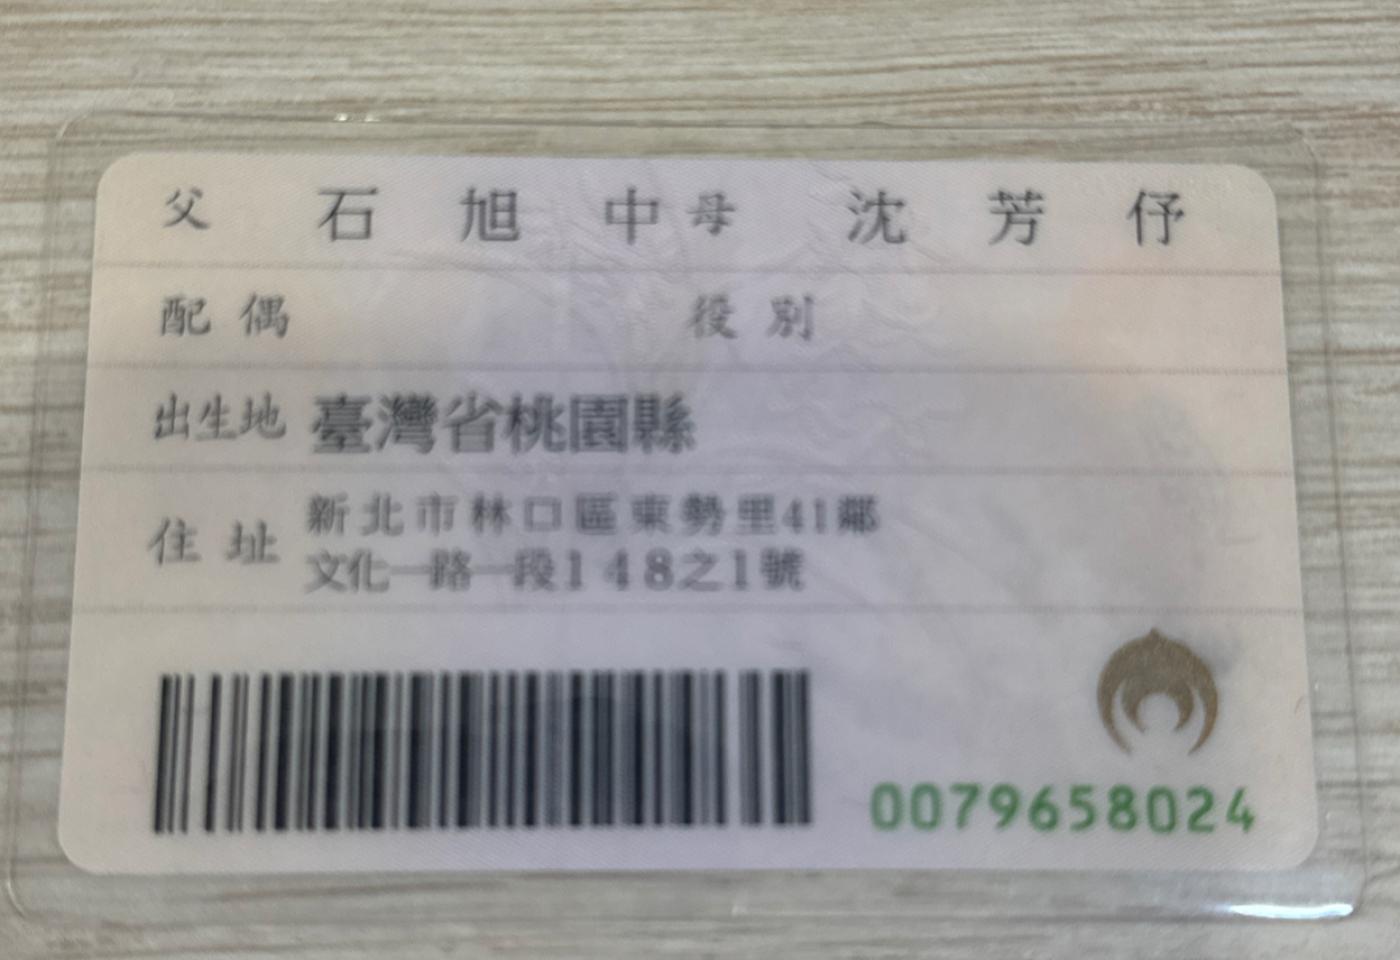 父 石旭中 母 沈芳伃
配偶 役別
出生地 臺灣省桃園縣
住址 新北市林口區東勢里41鄰
文化一路一段148之1號
0079658024